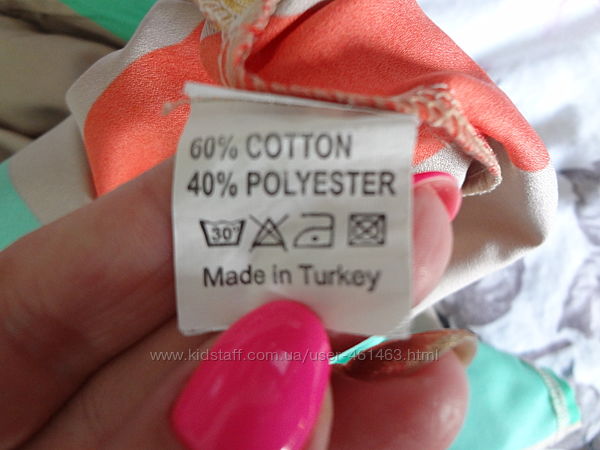 60% COTTON
40% POLYESTER
30°
Made in Turkey
www.kidstaff.com.ua/user-461463.html